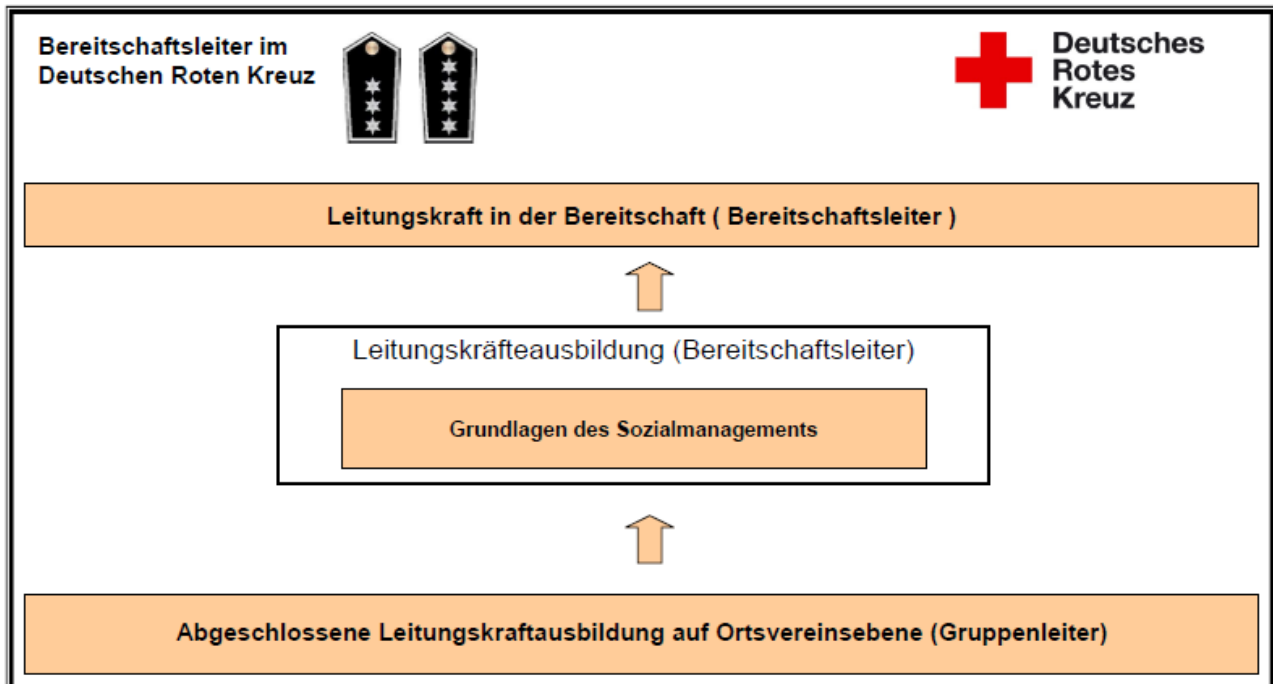 Bereitschaftsleiter im
Deutschen Roten Kreuz
Deutsches
Rotes
Kreuz
Leitungskraft in der Bereitschaft ( Bereitschaftsleiter )
Leitungskräfteausbildung (Bereitschaftsleiter)
Grundlagen des Sozialmanagements
Abgeschlossene Leitungskraftausbildung auf Ortsvereinsebene (Gruppenleiter)